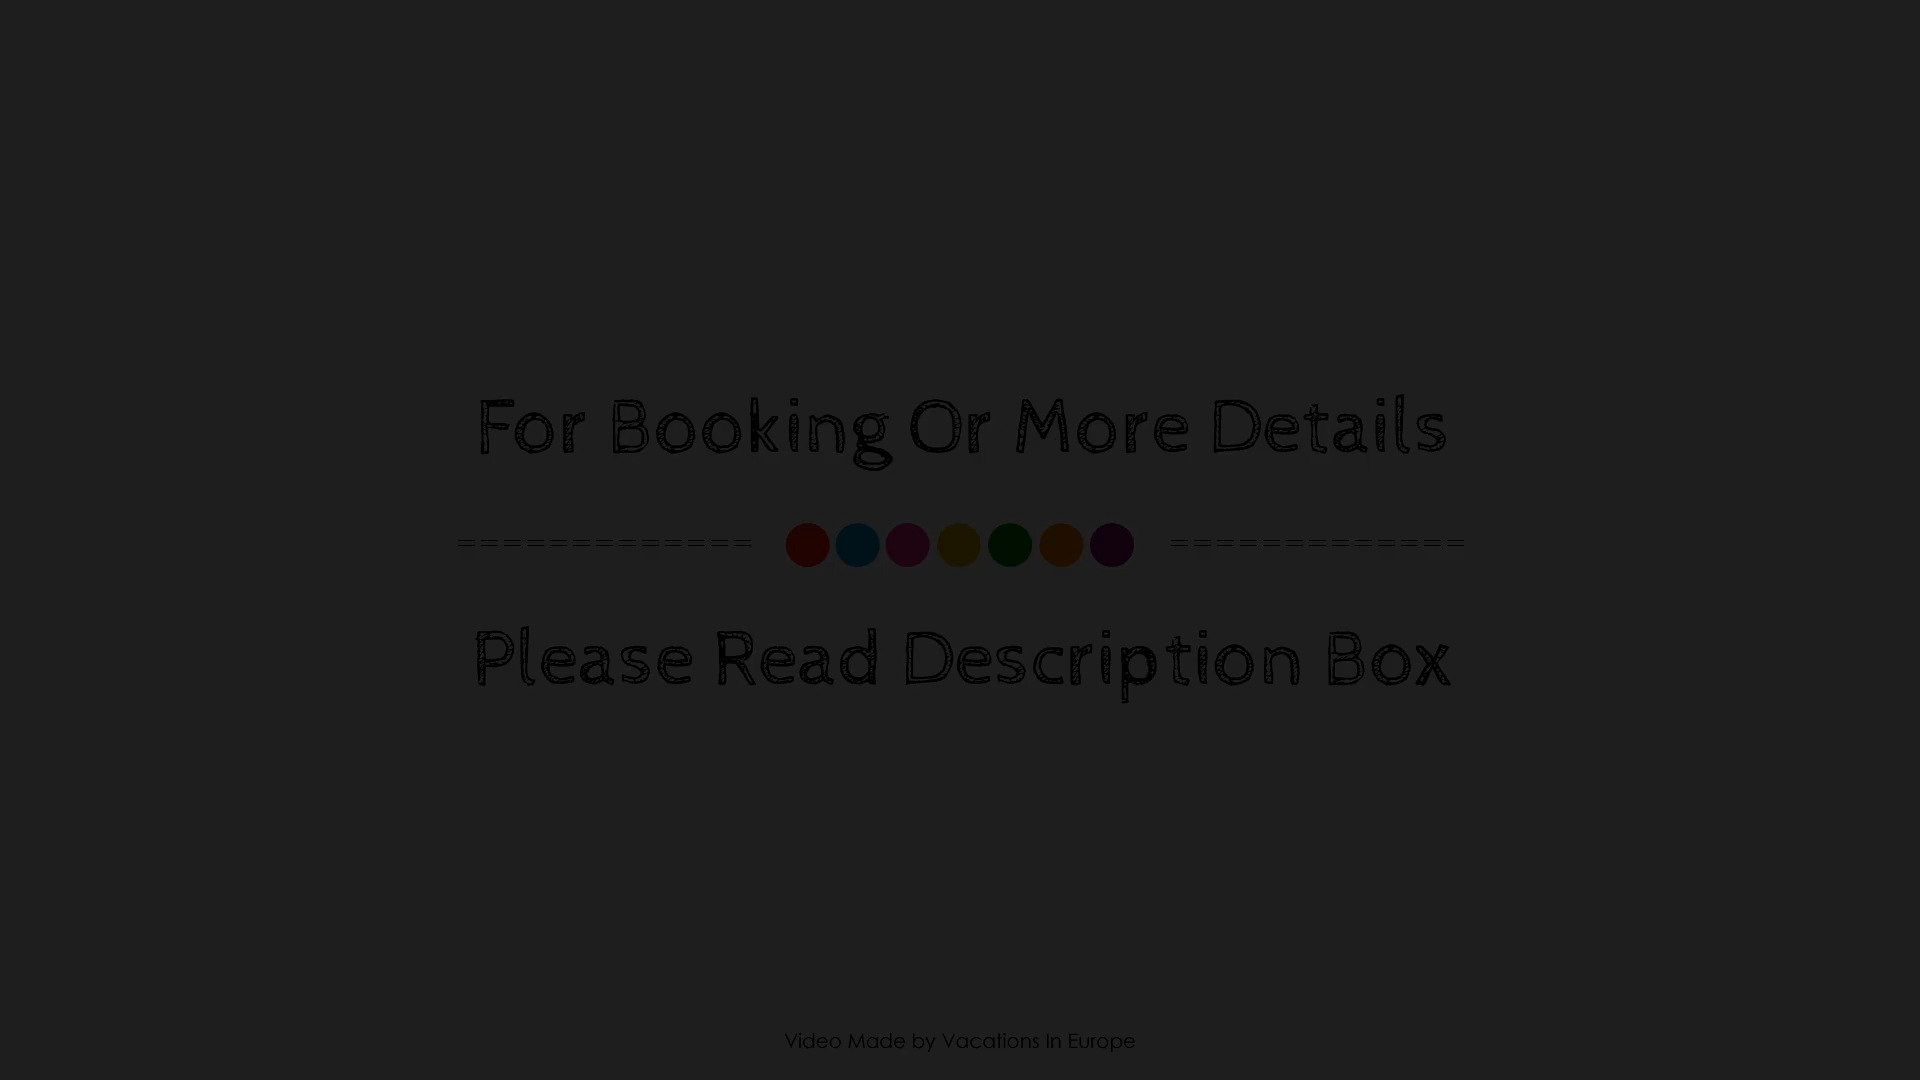 For Booking Or More Details
============= =============
Please Read Description Box
Video Made by Vacations In Europe